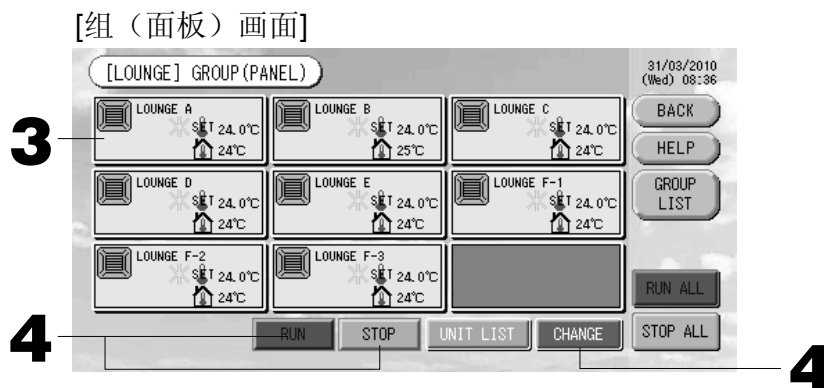 [组（面板）画面]
[LOUNGE] GROUP(PANEL)
31/03/2010
(Wed) 08:36
3
LOUNGE A
SET 24.0°C
24°C
LOUNGE B
SET 24.0°C
25°C
LOUNGE C
SET 24.0°C
24°C
BACK
HELP
LOUNGE D
SET 24.0°C
24°C
LOUNGE E
SET 24.0°C
24°C
LOUNGE F-1
SET 24.0°C
24°C
GROUP
LIST
LOUNGE F-2
SET 24.0°C
24°C
LOUNGE F-3
SET 24.0°C
24°C
RUN ALL
4
RUN
STOP
UNIT LIST
CHANGE
STOP ALL
4